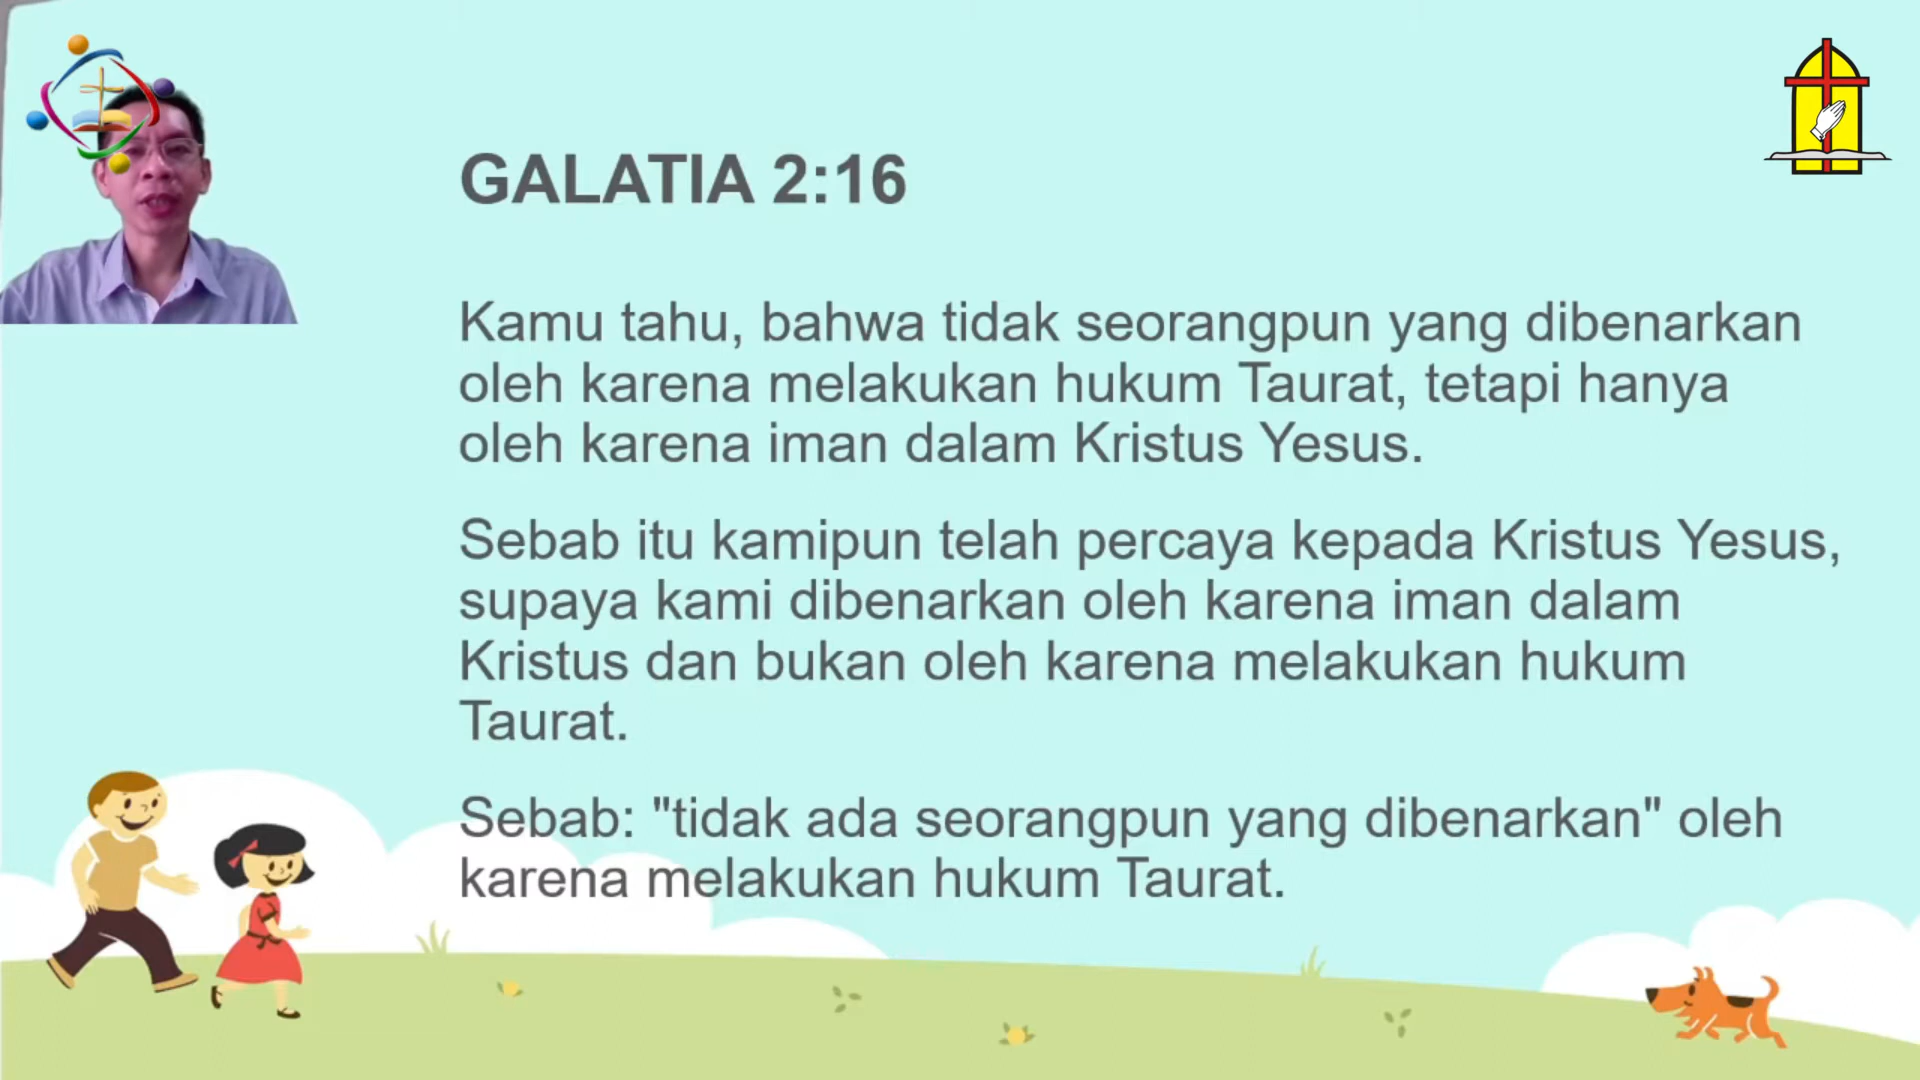 GALATIA 2:16
Kamu tahu, bahwa tidak seorangpun yang dibenarkan
oleh karena melakukan hukum Taurat, tetapi hanya
oleh karena iman dalam Kristus Yesus.
Sebab itu kamipun telah percaya kepada Kristus Yesus,
supaya kami dibenarkan oleh karena iman dalam
Kristus dan bukan oleh karena melakukan hukum
Taurat.
Sebab: "tidak ada seorangpun yang dibenarkan" oleh
karena melakukan hukum Taurat.